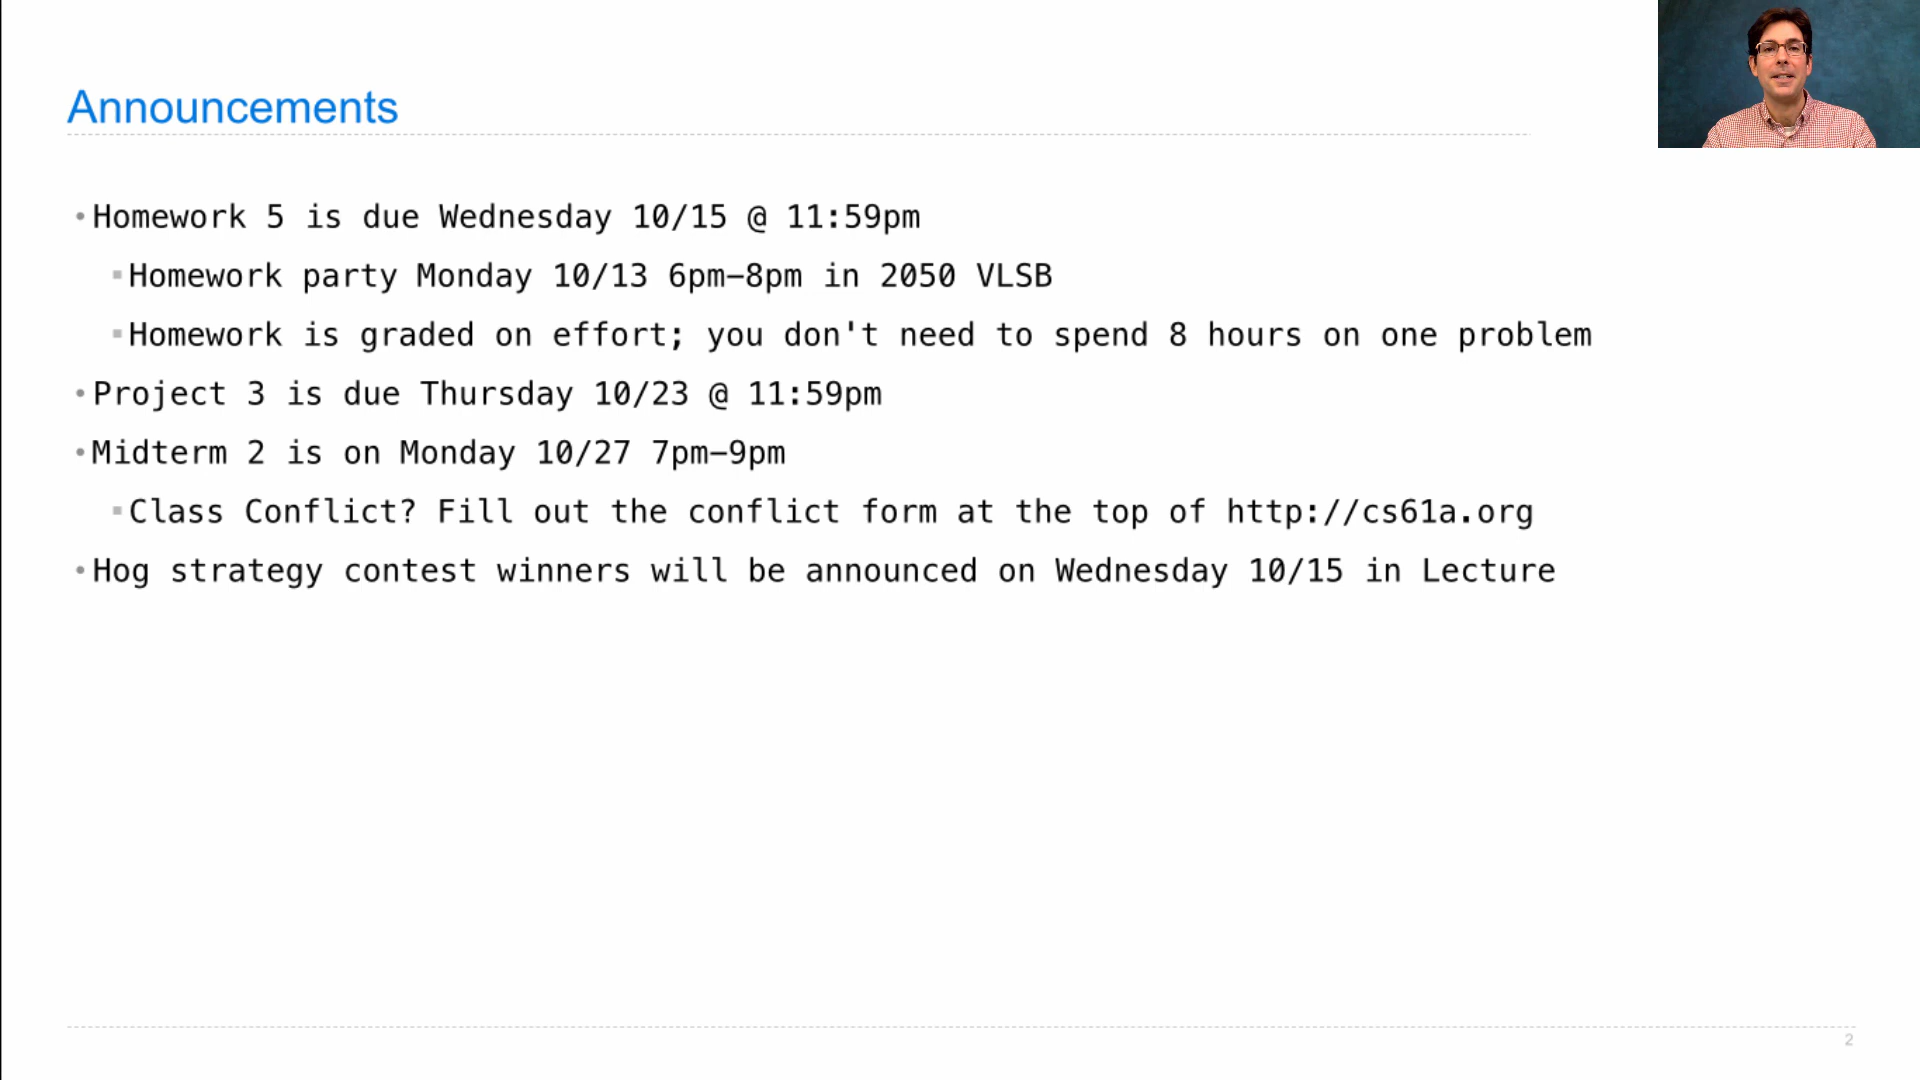 Announcements
•Homework 5 is due Wednesday 10/15 @ 11:59pm
▪Homework party Monday 10/13 6pm–8pm in 2050 VLSB
▪Homework is graded on effort; you don't need to spend 8 hours on one problem
•Project 3 is due Thursday 10/23 @ 11:59pm
•Midterm 2 is on Monday 10/27 7pm–9pm
▪Class Conflict? Fill out the conflict form at the top of http://cs61a.org
•Hog strategy contest winners will be announced on Wednesday 10/15 in Lecture
2